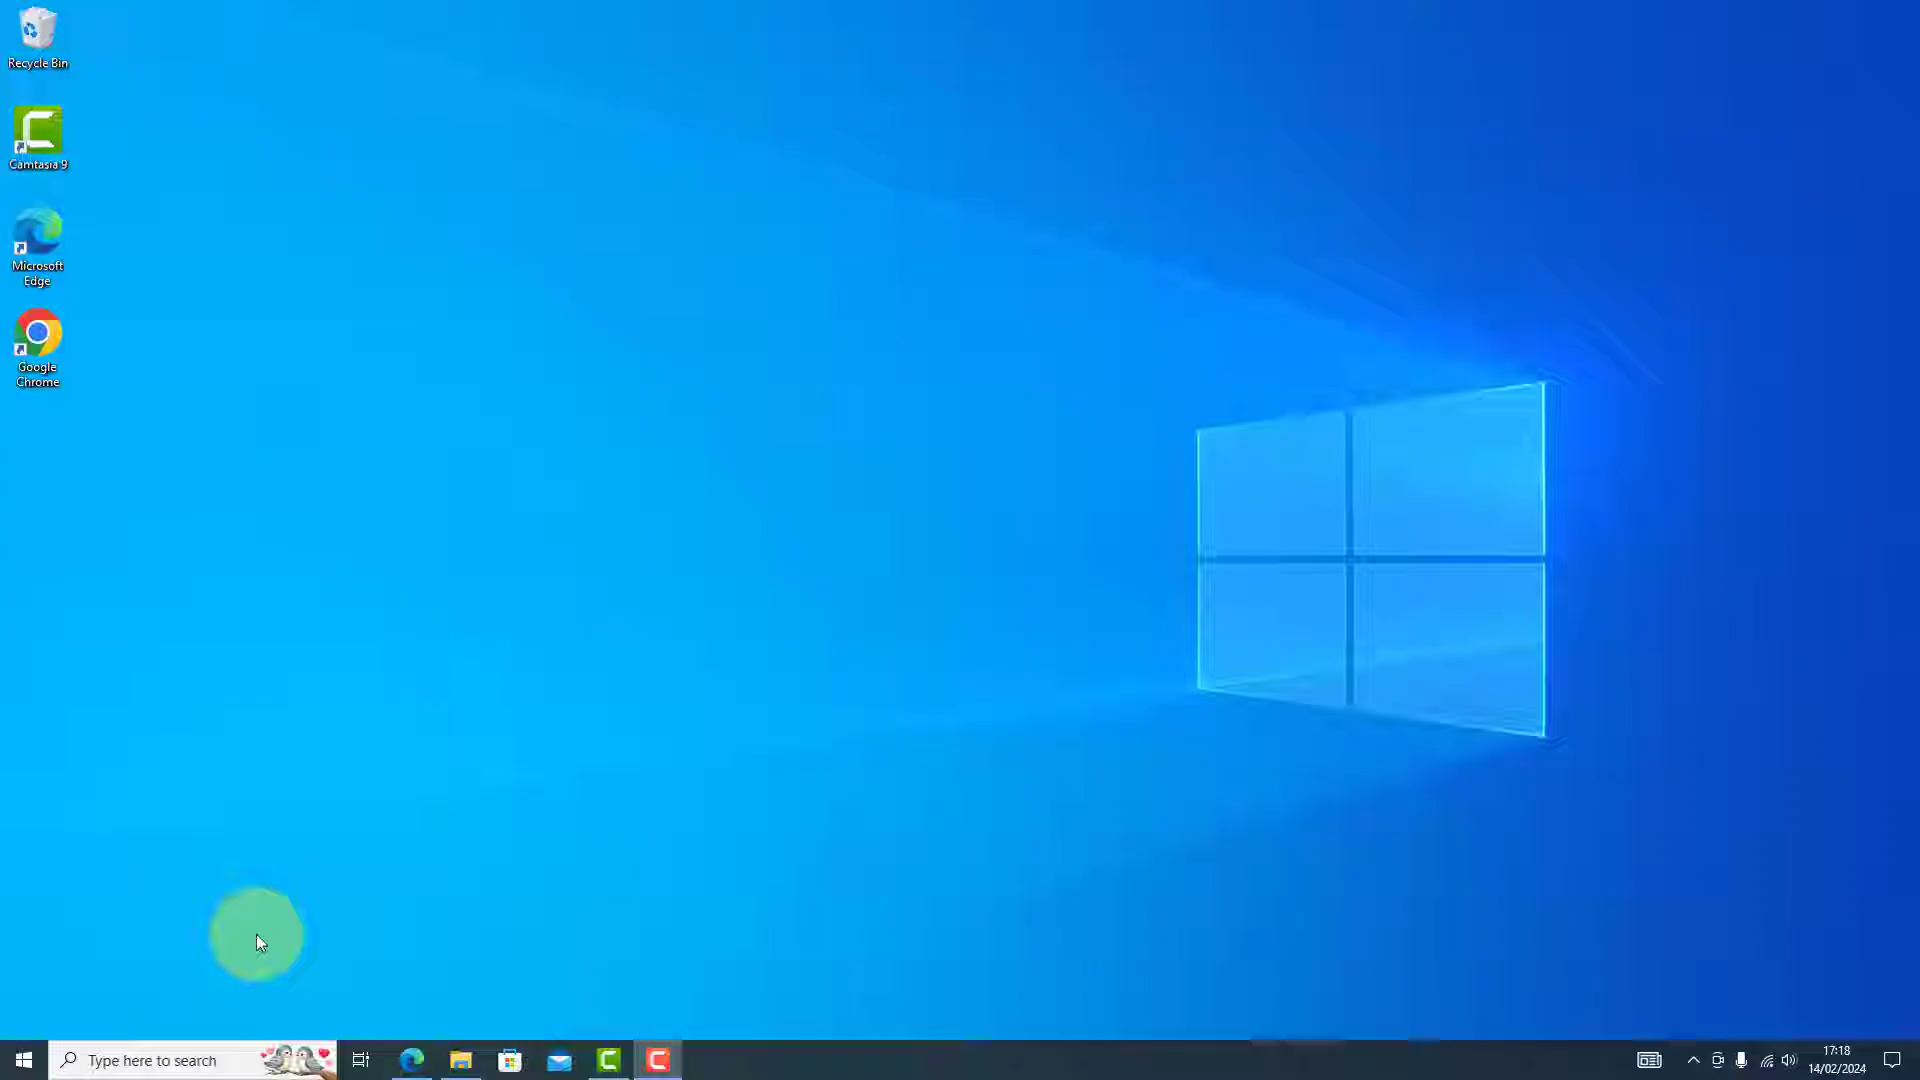 Recycle Bin
Camtasia 9
Microsoft
Edge
Google
Chrome
Type here to search
17:18
14/02/2024